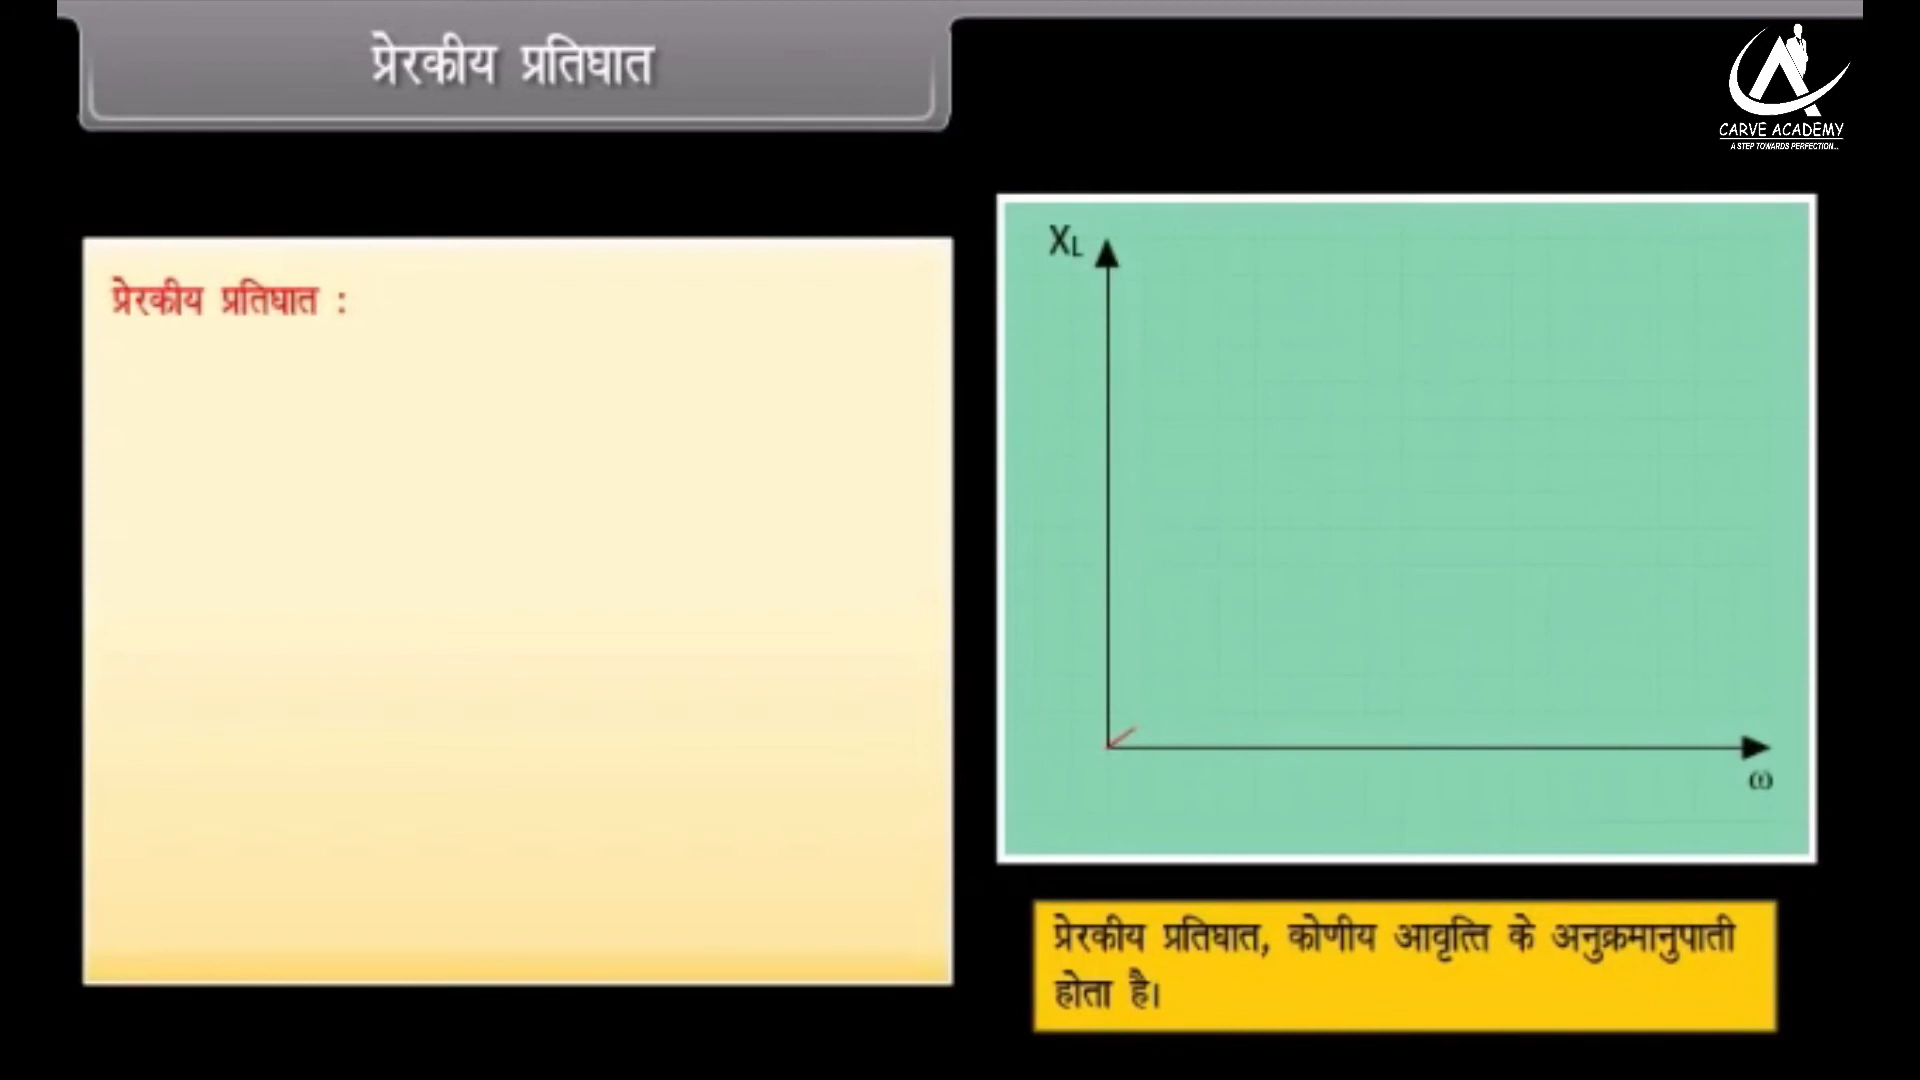 प्रेरकीय प्रतिघात
CARVE ACADEMY
A STEP TOWARDS PERFECTION...
प्रेरकीय प्रतिघात :
XL
ω
प्रेरकीय प्रतिघात, कोणीय आवृत्ति के अनुक्रमानुपाती
होता है।